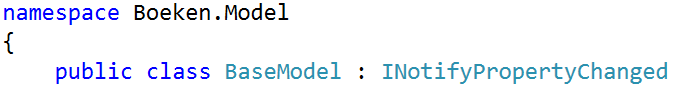 namespace Boeken.Model
{
    public class BaseModel : INotifyPropertyChanged